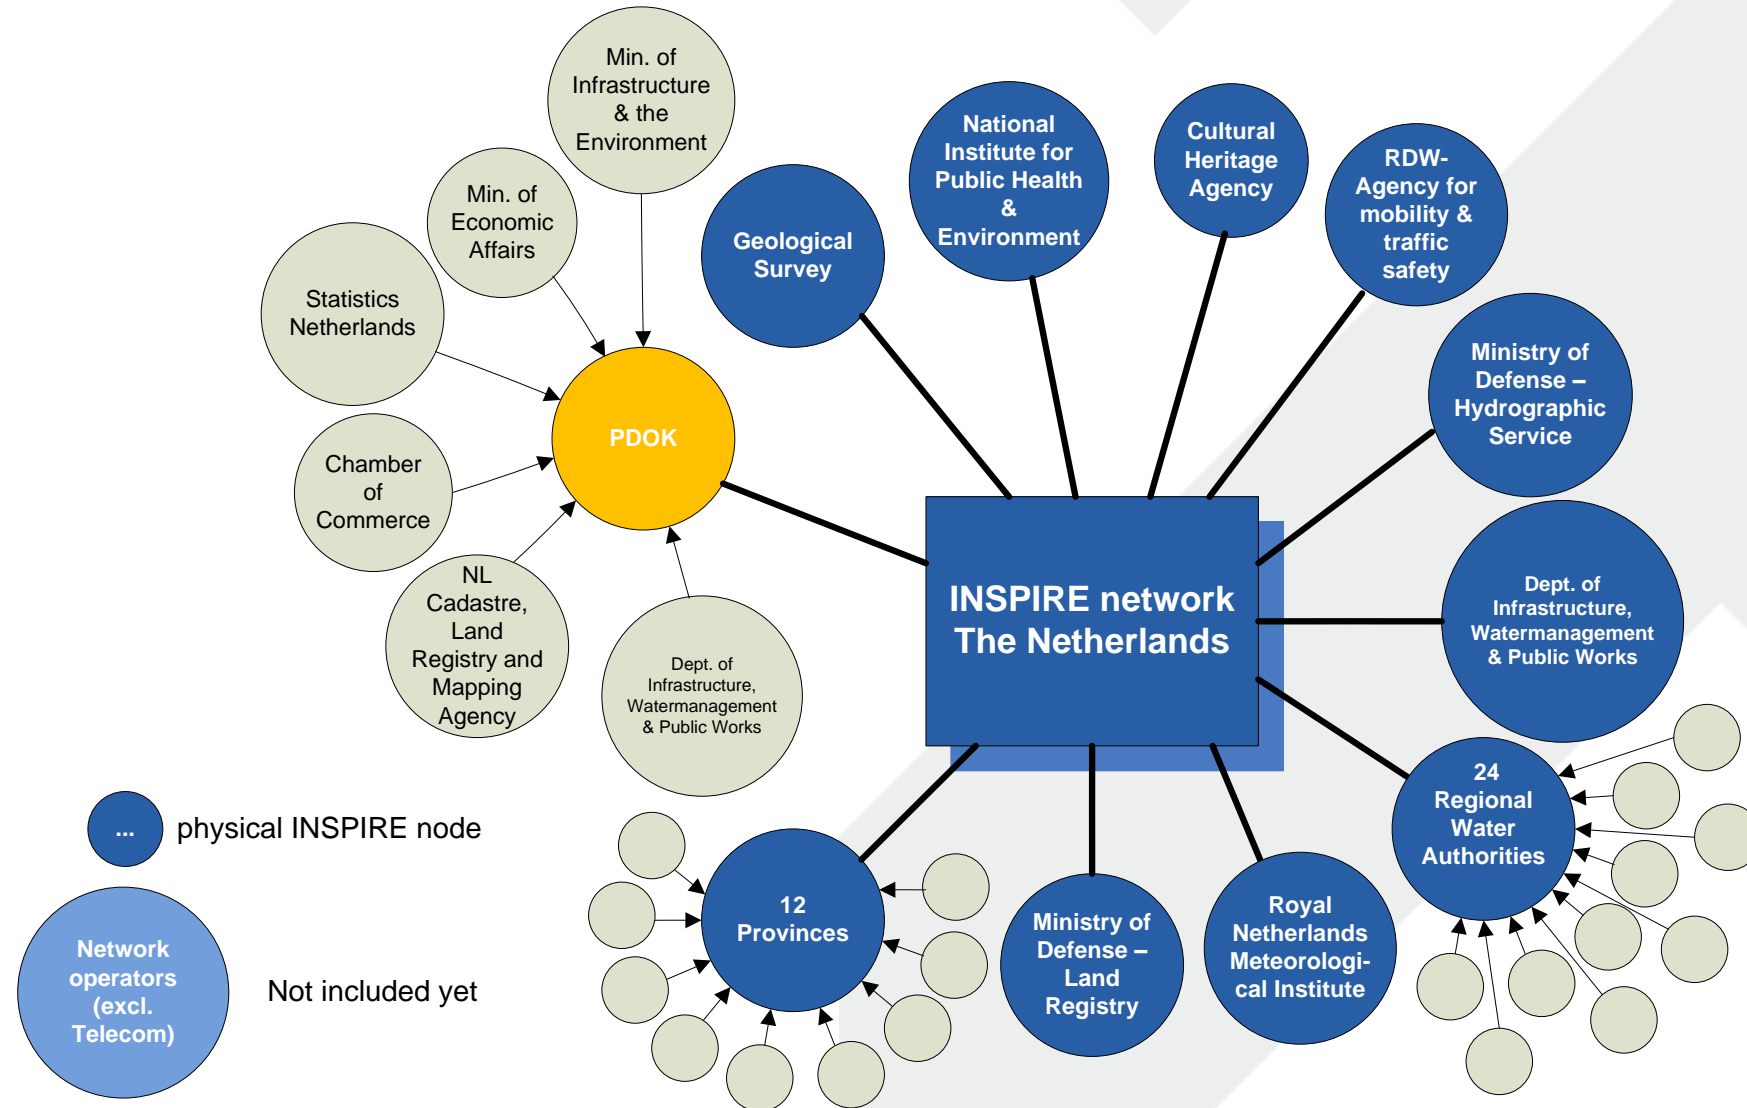 Min. of
Infrastructure
& the
Environment
Min. of
Economic
Affairs
Statistics
Netherlands
Chamber
of
Commerce
NL
Cadastre,
Land
Registry and
Mapping
Agency
Dept. of
Infrastructure,
Watermanagement
& Public Works
PDOK
Geological
Survey
National
Institute for
Public Health
&
Environment
Cultural
Heritage
Agency
RDW-
Agency for
mobility &
traffic
safety
Ministry of
Defense –
Hydrographic
Service
Dept. of
Infrastructure,
Watermanagement
& Public Works
INSPIRE network
The Netherlands
24
Regional
Water
Authorities
12
Provinces
Ministry of
Defense –
Land
Registry
Royal
Netherlands
Meteorologi-
cal Institute
...
physical INSPIRE node
Network
operators
(excl.
Telecom)
Not included yet